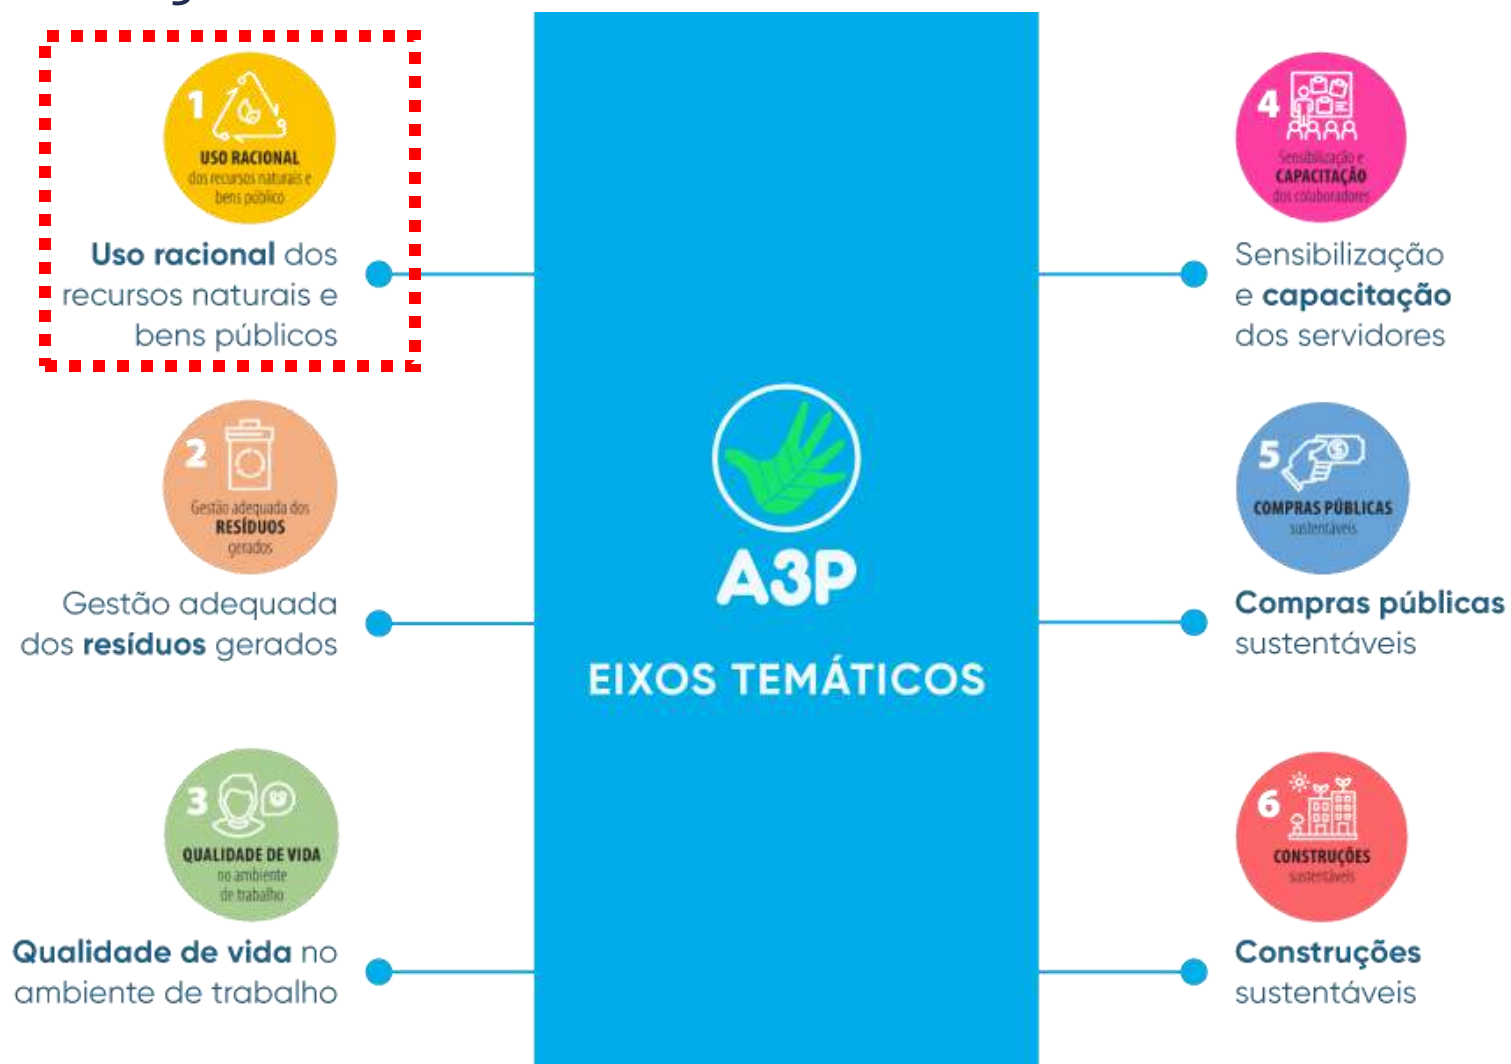 1
USO RACIONAL
dos recursos naturais e
bens público
Uso racional dos
recursos naturais e
bens públicos
2
Gestão adequada dos
RESÍDUOS
gerados
Gestão adequada
dos resíduos gerados
3
QUALIDADE DE VIDA
no ambiente
de trabalho
Qualidade de vida no
ambiente de trabalho
A3P
EIXOS TEMÁTICOS
4
Sensibilização e
CAPACITAÇÃO
dos colaboradores
Sensibilização
e capacitação
dos servidores
5
COMPRAS PÚBLICAS
sustentáveis
Compras públicas
sustentáveis
6
CONSTRUÇÕES
sustentáveis
Construções
sustentáveis